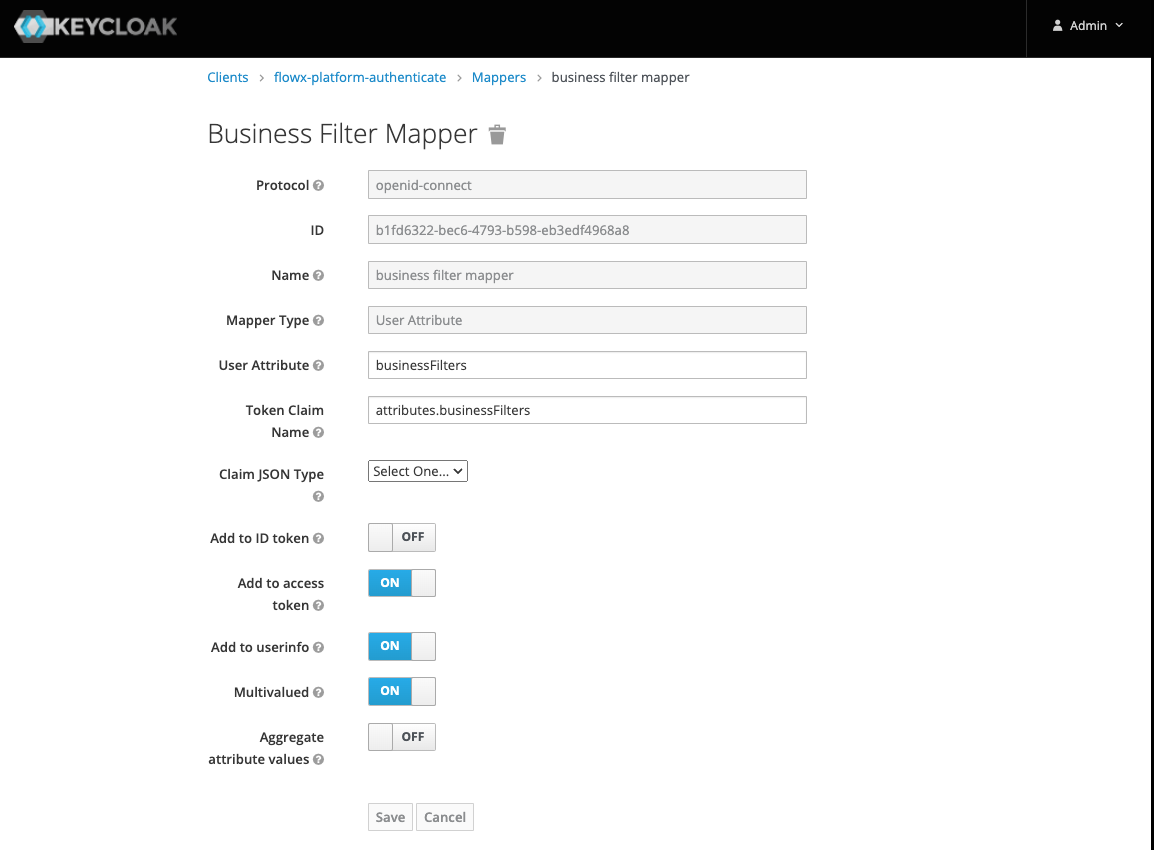 KEYCLOAK
Admin
Clients > flowx-platform-authenticate > Mappers > business filter mapper
Business Filter Mapper
Protocol openid-connect
ID b1fd6322-bec6-4793-b598-eb3edf4968a8
Name business filter mapper
Mapper Type User Attribute
User Attribute businessFilters
Token Claim
Name
attributes.businessFilters
Claim JSON Type Select One...
Add to ID token OFF
Add to access
token
ON
Add to userinfo ON
Multivalued ON
Aggregate
attribute values
OFF
Save Cancel